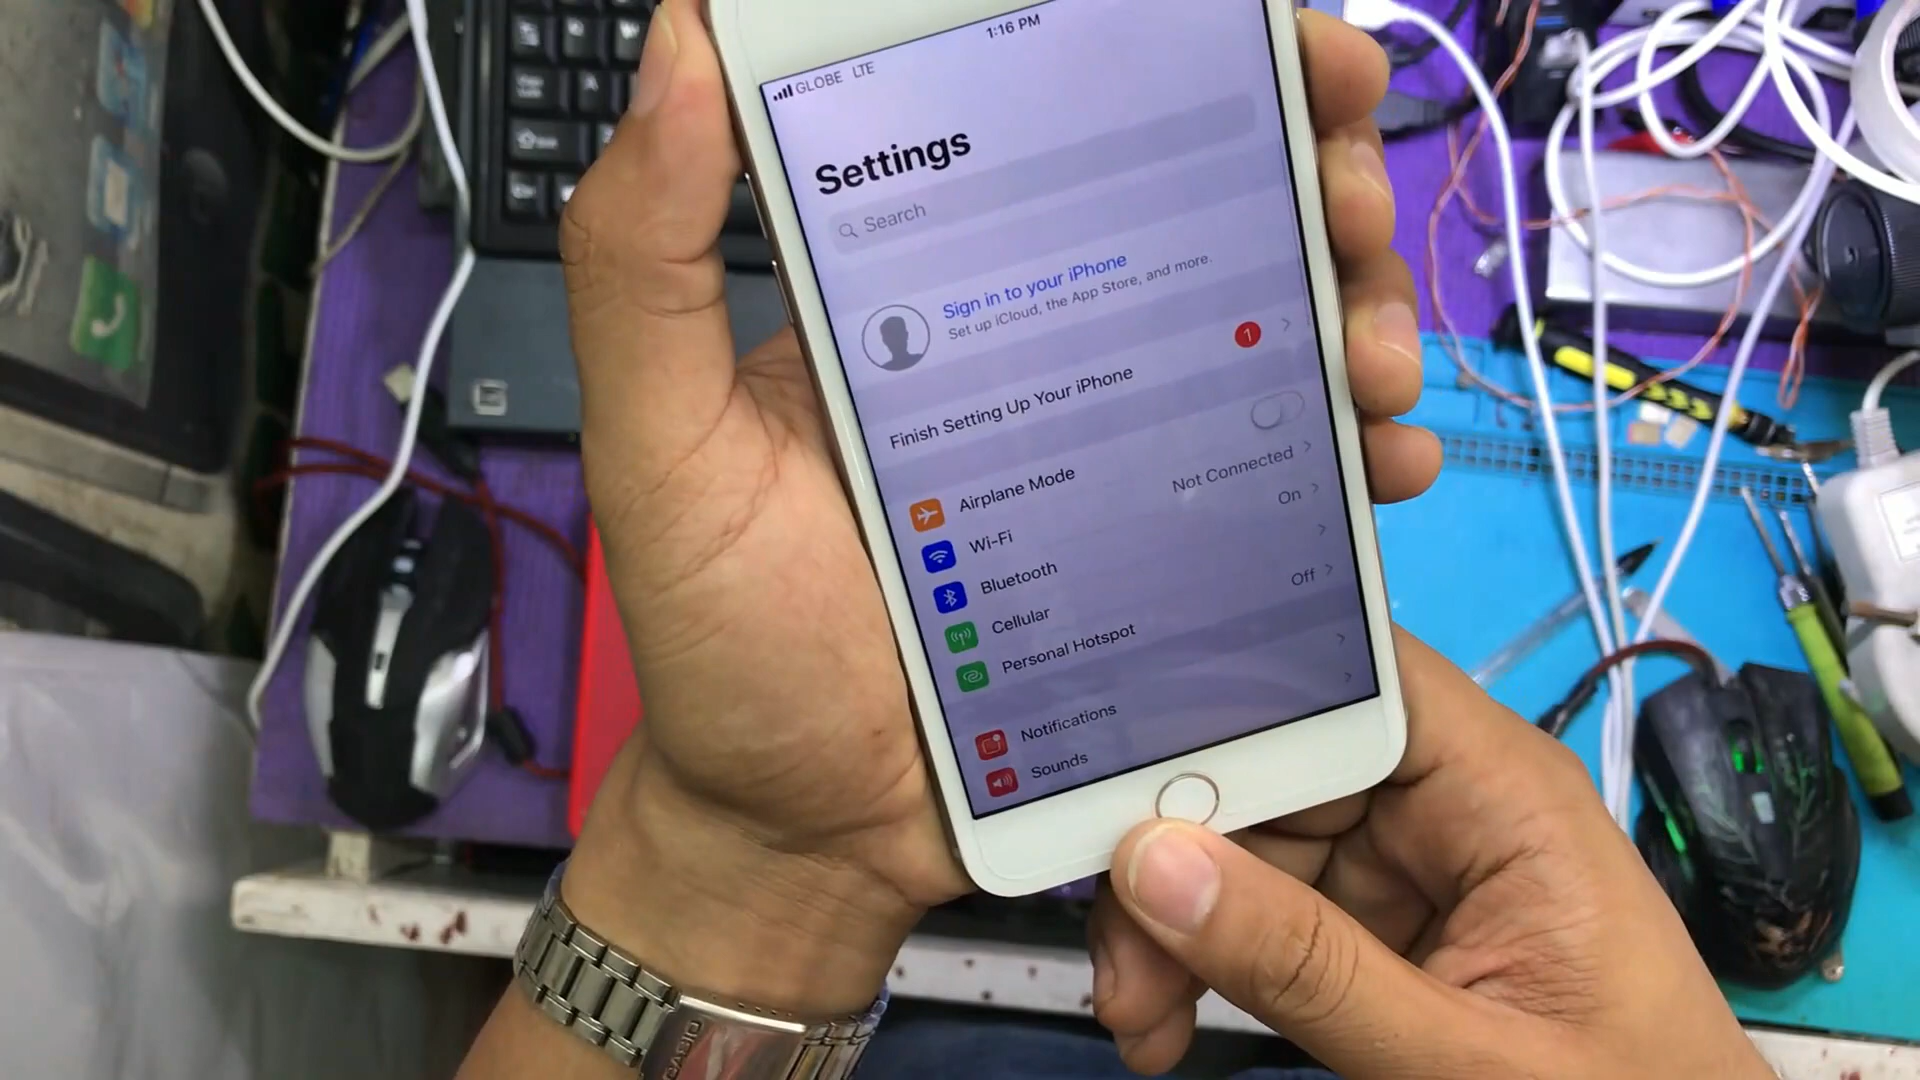 1:16 PM
GLOBE LTE
Settings
Search
Sign in to your iPhone
Set up iCloud, the App Store, and more.
Finish Setting Up Your iPhone
1
Airplane Mode
Wi-Fi
Not Connected
Bluetooth
On
Cellular
Personal Hotspot
Off
Notifications
Sounds
CASIO